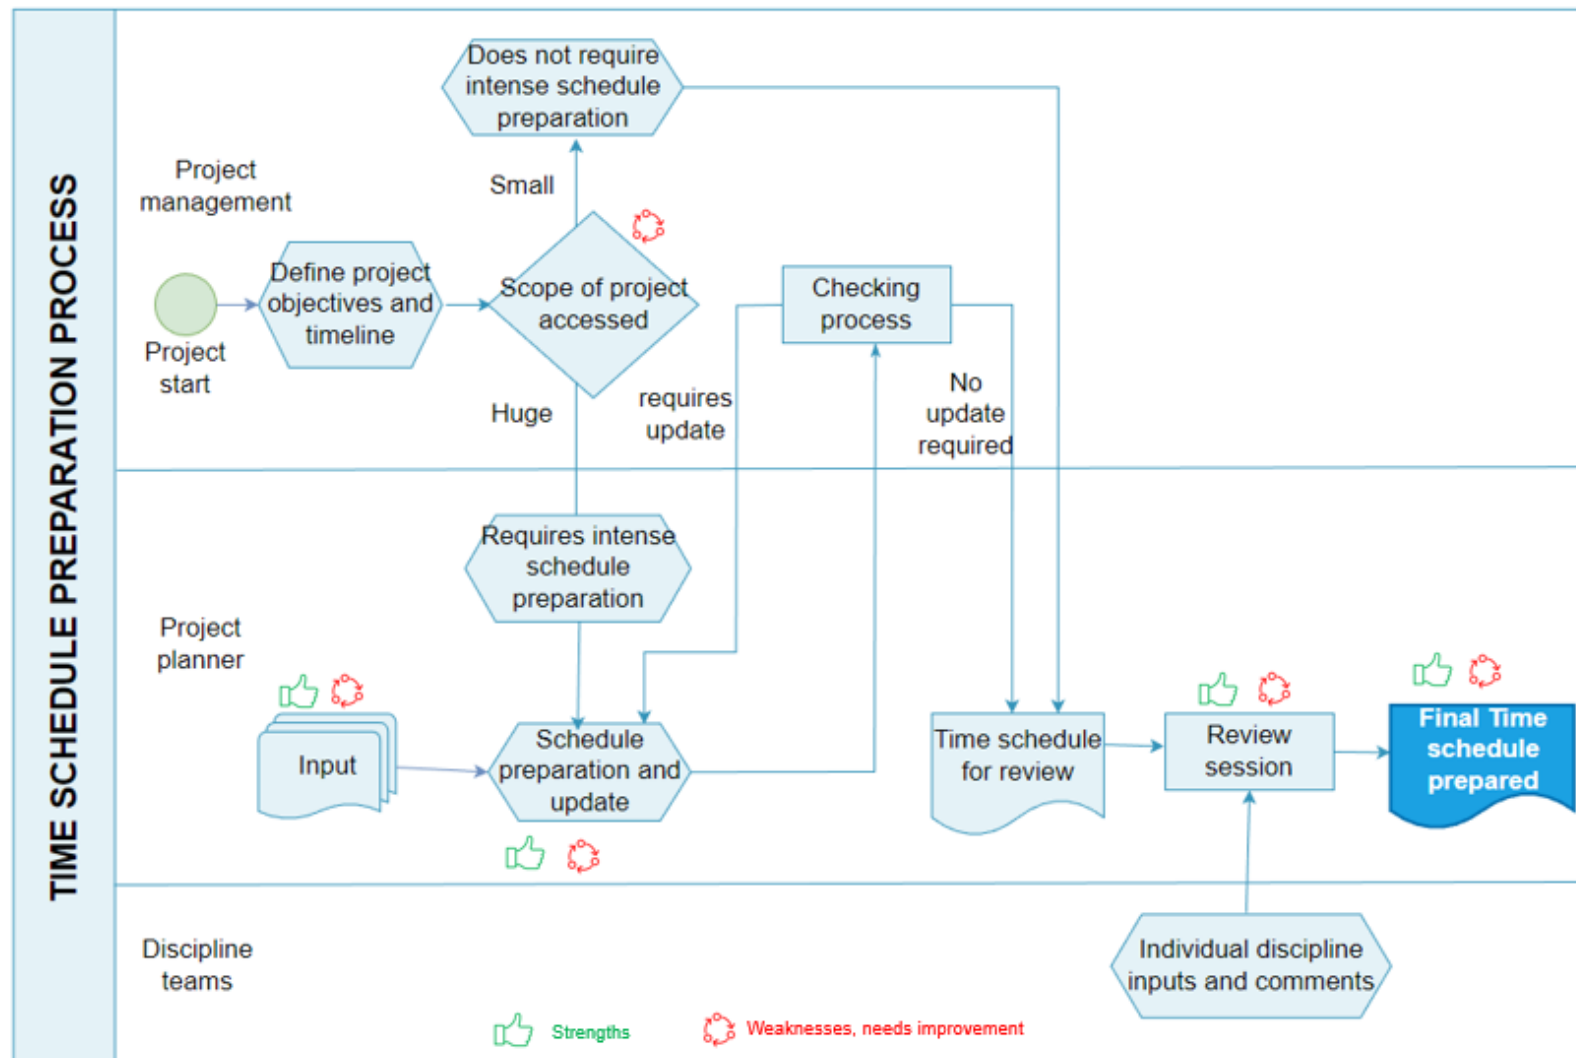 TIME SCHEDULE PREPARATION PROCESS
Does not require
intense schedule
preparation
Project
management
Small
Define project
objectives and
timeline
Scope of project
accessed
Checking
process
Project
start
Huge
requires
update
No
update
required
Requires intense
schedule
preparation
Project
planner
Input
Schedule
preparation and
update
Time schedule
for review
Review
session
Final Time
schedule
prepared
Discipline
teams
Individual discipline
inputs and comments
Strengths
Weaknesses, needs improvement